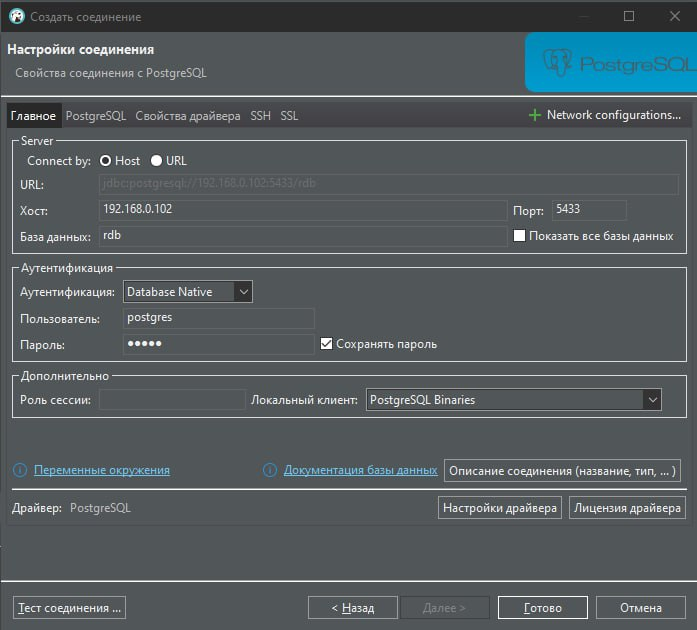 Создать соединение
Настройки соединения
Свойства соединения с PostgreSQL
PostgreSQL
Главное PostgreSQL Свойства драйвера SSH SSL Network configurations...
Server
Connect by: Host URL
URL: jdbc:postgresql://192.168.0.102:5433/rdb
Хост: 192.168.0.102 Порт: 5433
База данных: rdb Показать все базы данных
Аутентификация
Аутентификация: Database Native
Пользователь: postgres
Пароль: ••••• Сохранять пароль
Дополнительно
Роль сессии: Локальный клиент: PostgreSQL Binaries
Переменные окружения Документация базы данных Описание соединения (название, тип, ... )
Драйвер: PostgreSQL Настройки драйвера Лицензия драйвера
Тест соединения ... < Назад Далее > Готово Отмена